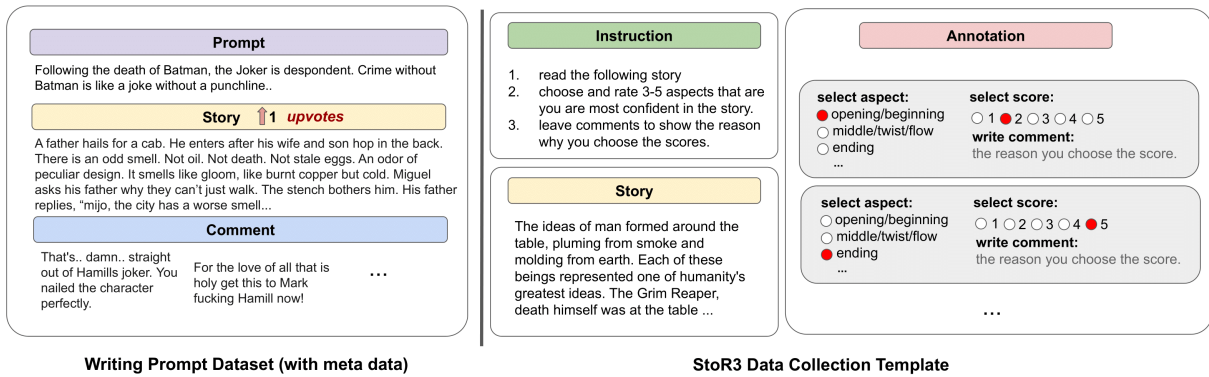 Prompt
Following the death of Batman, the Joker is despondent. Crime without
Batman is like a joke without a punchline..
Story 1 upvotes
A father hails for a cab. He enters after his wife and son hop in the back.
There is an odd smell. Not oil. Not death. Not stale eggs. An odor of
peculiar design. It smells like gloom, like burnt copper but cold. Miguel
asks his father why they can't just walk. The stench bothers him. His father
replies, “mijo, the city has a worse smell...
Comment
That's.. damn.. straight
out of Hamills joker. You
nailed the character
perfectly.
For the love of all that is
holy get this to Mark
fucking Hamill now!
...
Writing Prompt Dataset (with meta data)
Instruction
1. read the following story
2. choose and rate 3-5 aspects that are
you are most confident in the story.
3. leave comments to show the reason
why you choose the scores.
Story
The ideas of man formed around the
table, pluming from smoke and
molding from earth. Each of these
beings represented one of humanity's
greatest ideas. The Grim Reaper,
death himself was at the table ...
Annotation
select aspect:
opening/beginning
middle/twist/flow
ending
...
select score:
1 2 3 4 5
write comment:
the reason you choose the score.
select aspect:
opening/beginning
middle/twist/flow
ending
...
select score:
1 2 3 4 5
write comment:
the reason you choose the score.
...
StoR3 Data Collection Template